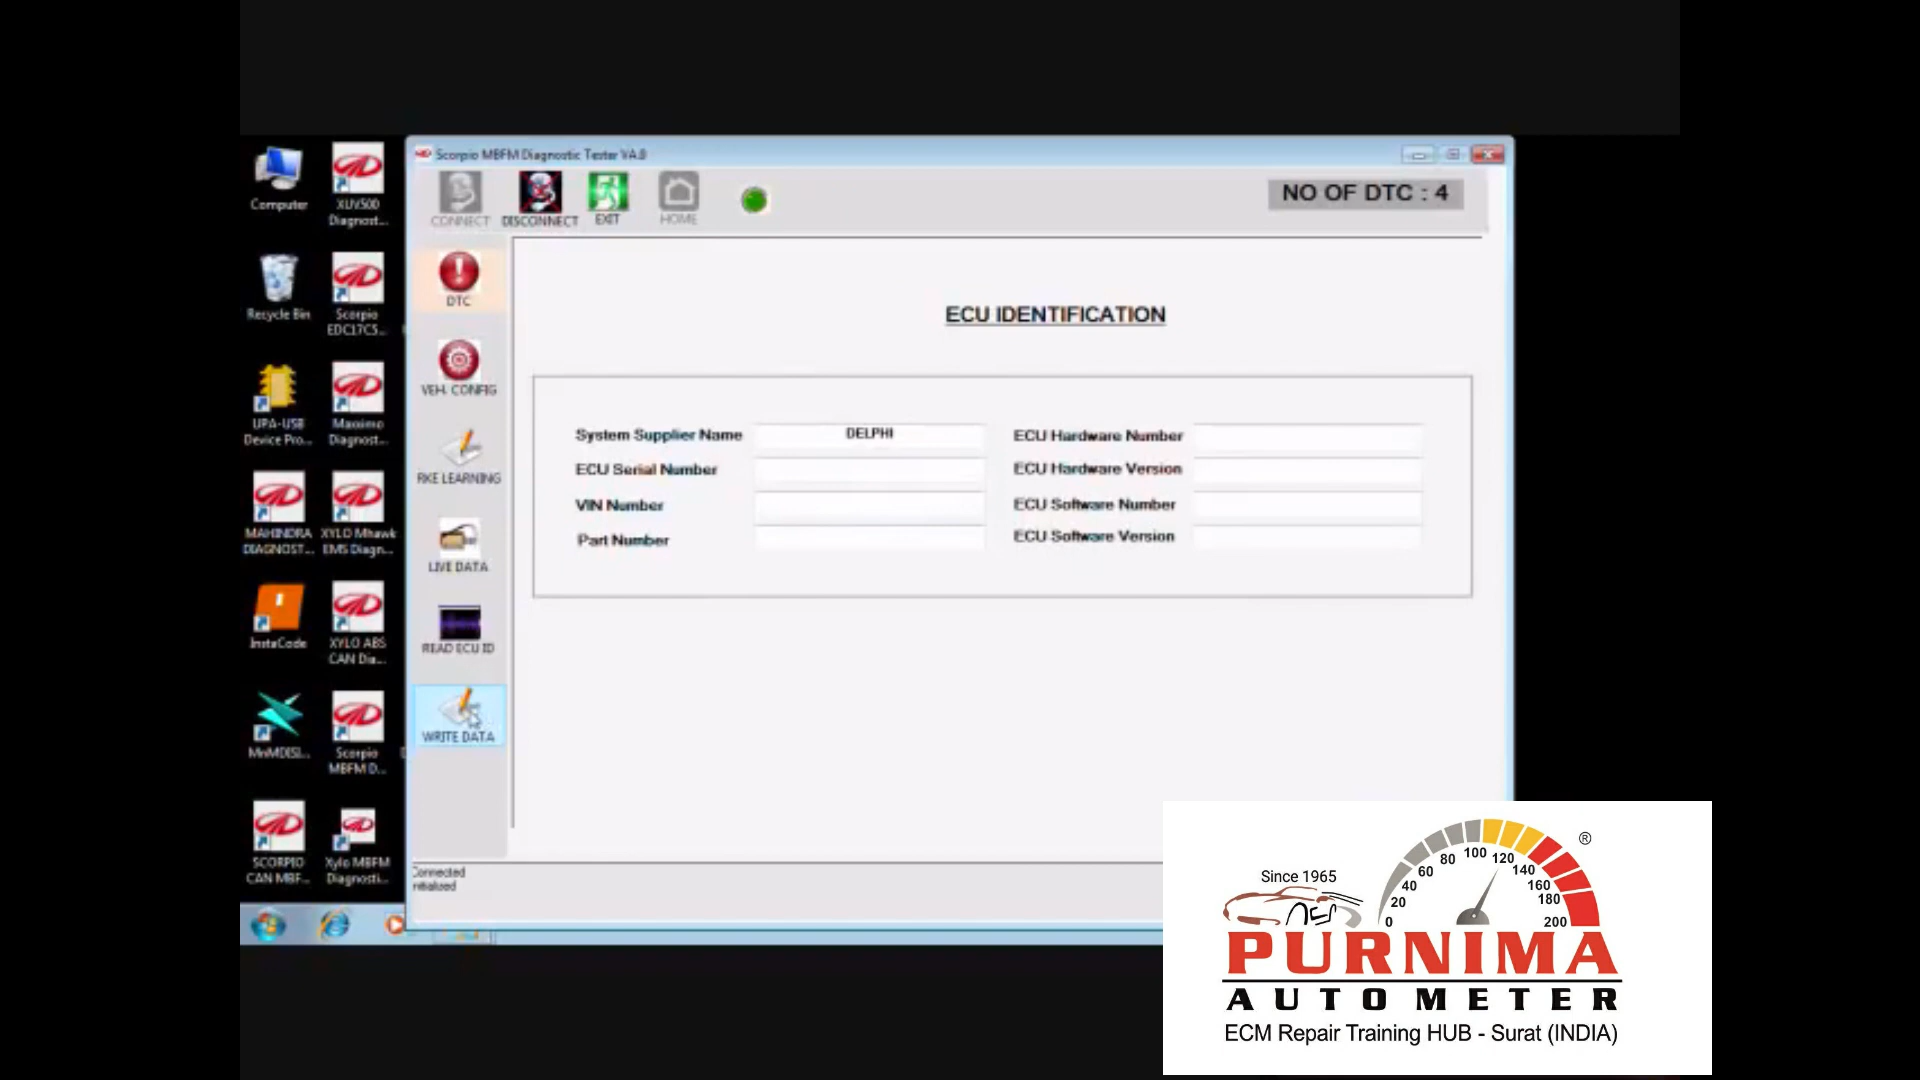 Scorpio MBFM Diagnostic Tester V4.0
CONNECT
DISCONNECT
EXIT
HOME
NO OF DTC : 4
Computer
XUV500
Diagnost...
Recycle Bin
Scorpio
EDC17C5...
UPA-USB
Device Pro...
Maxximo
Diagnost...
MAHINDRA
DIAGNOST...
XYLO Mhawk
EMS Diagn...
InstaCode
XYLO ABS
CAN Dia...
Scorpio
MBFM D...
SCORPIO
CAN MBF...
Xylo MBFM
Diagnosti...
DTC
VEH. CONFIG
RKE LEARNING
LIVE DATA
READ ECU ID
WRITE DATA
ECU IDENTIFICATION
System Supplier Name
DELPHI
ECU Serial Number
VIN Number
Part Number
ECU Hardware Number
ECU Hardware Version
ECU Software Number
ECU Software Version
Connected
nitialized
Since 1965
0 20 40 60 80 100 120 140 160 180 200
®
PURNIMA
AUTO METER
ECM Repair Training HUB - Surat (INDIA)